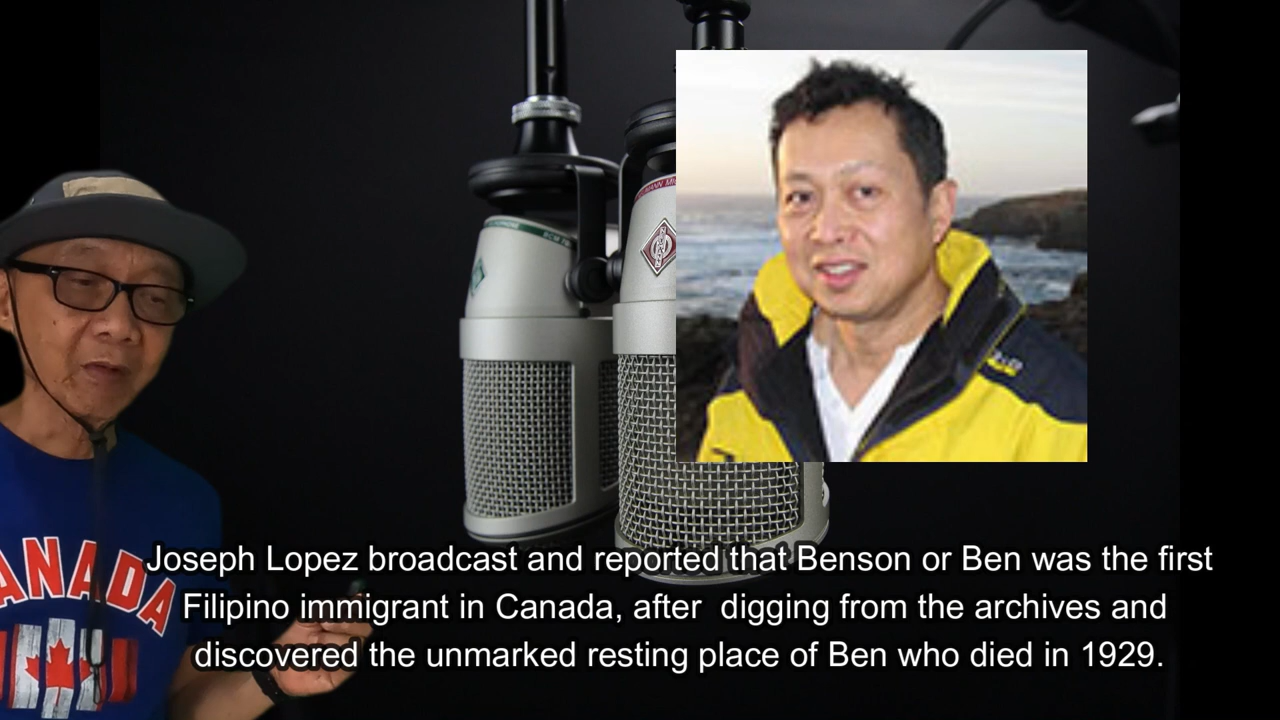 Joseph Lopez broadcast and reported that Benson or Ben was the first
Filipino immigrant in Canada, after digging from the archives and
discovered the unmarked resting place of Ben who died in 1929.
CANADA